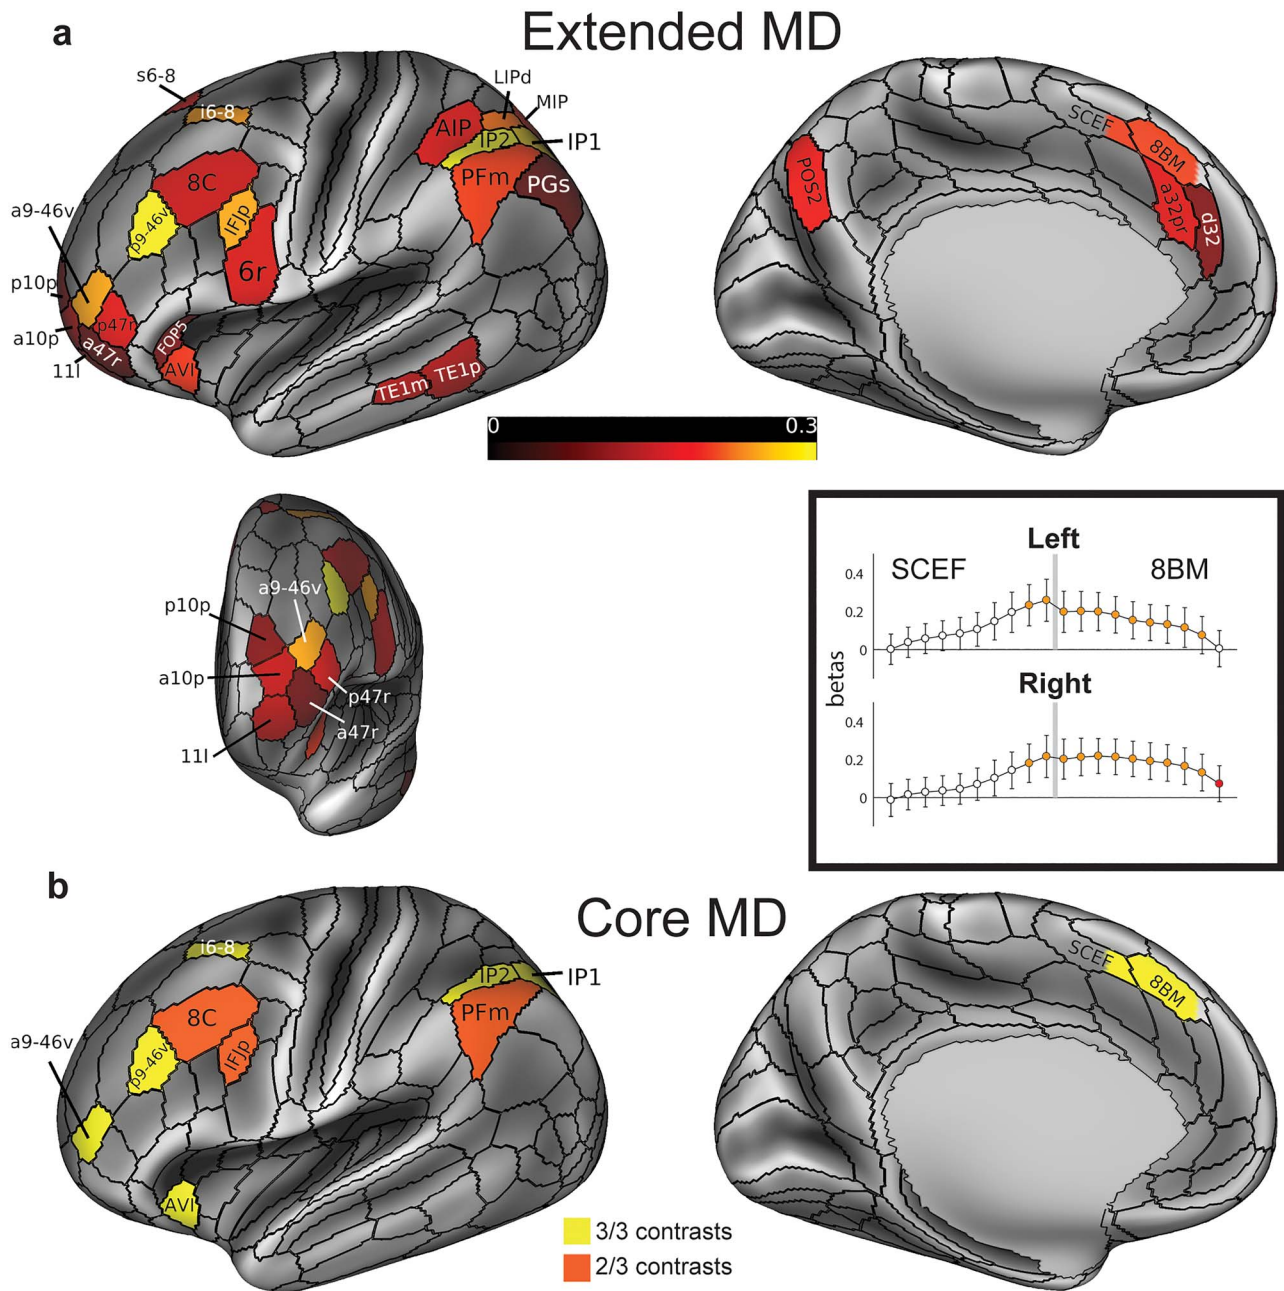 a
Extended MD
s6-8
i6-8
LIPd
MIP
AIP
IP2
IP1
8C
PFm
PGs
a9-46v
p9-46v
IFJp
6r
p10p
p47r
a10p
a47r
11l
FOP5
AVI
TE1m
TE1p
SCEF
8BM
POS2
a32pr
d32
0
0.3
a9-46v
p10p
a10p
p47r
a47r
11l
Left
SCEF
8BM
0.4
0.2
0
betas
Right
0.4
0.2
0
b
Core MD
i6-8
IP2
IP1
8C
PFm
a9-46v
p9-46v
IFJp
AVI
SCEF
8BM
3/3 contrasts
2/3 contrasts